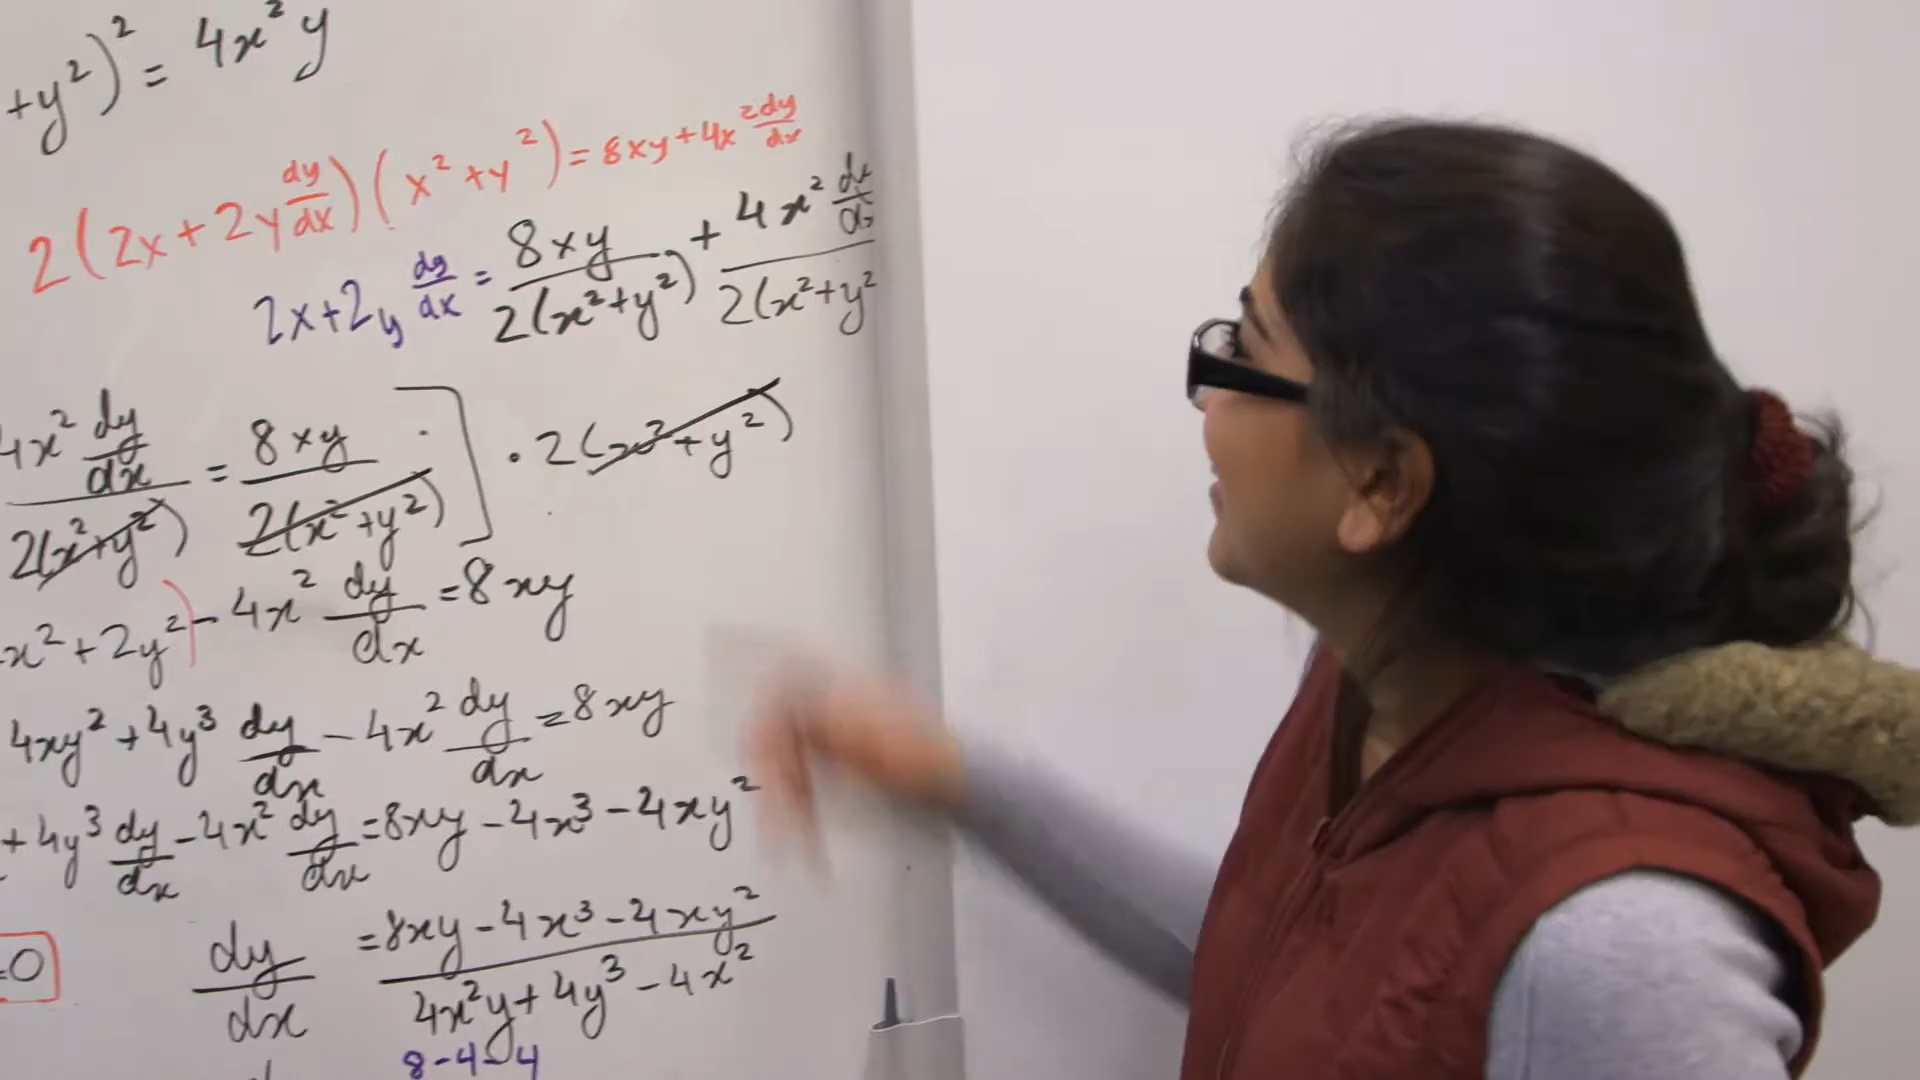 +y²)² = 4x²y
2(2x+2y dy/dx)(x²+y²)=8xy+4x² dy/dx
2x+2y dy/dx = 8xy/2(x²+y²) + 4x² d/d /2(x²+y²
4x² dy/dx /2(x²+y²) = 8xy/2(x²+y²) ] · 2(x²+y²)
x²+2y²) - 4x² dy/dx = 8xy
4xy²+4y³ dy/dx - 4x² dy/dx = 8xy
+4y³ dy/dx - 4x² dy/dx = 8xy-4x³-4xy²
=0
dy/dx = 8xy-4x³-4xy²/4x²y+4y³-4x²
8-4-4